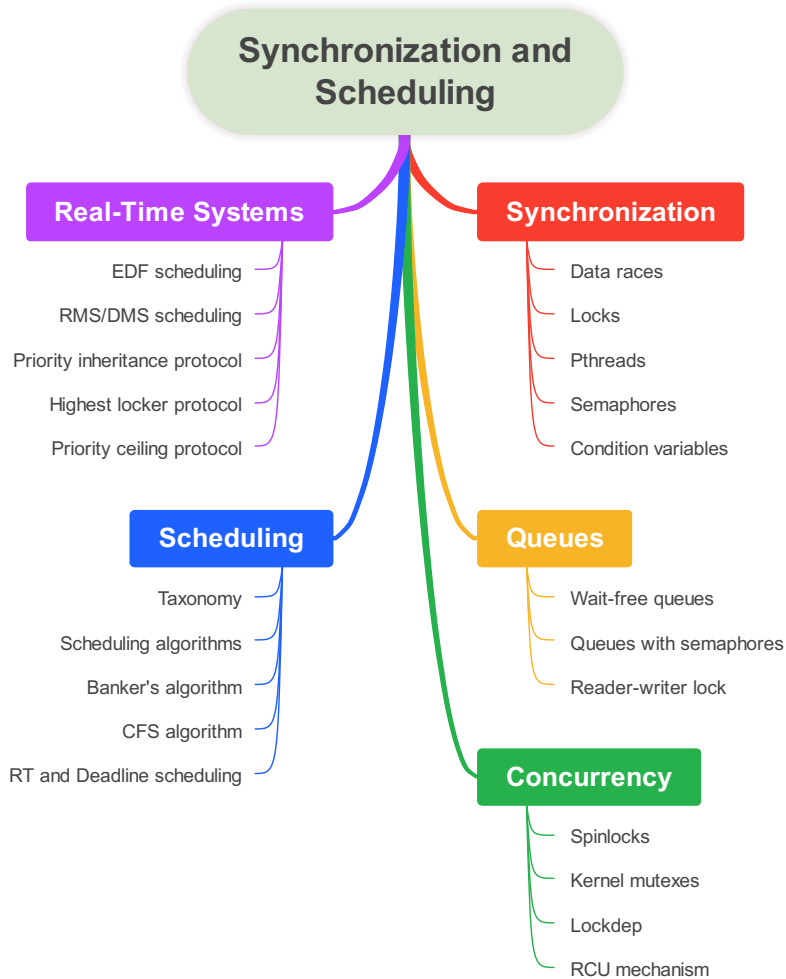 Synchronization and
Scheduling
Real-Time Systems
EDF scheduling
RMS/DMS scheduling
Priority inheritance protocol
Highest locker protocol
Priority ceiling protocol
Scheduling
Taxonomy
Scheduling algorithms
Banker's algorithm
CFS algorithm
RT and Deadline scheduling
Synchronization
Data races
Locks
Pthreads
Semaphores
Condition variables
Queues
Wait-free queues
Queues with semaphores
Reader-writer lock
Concurrency
Spinlocks
Kernel mutexes
Lockdep
RCU mechanism